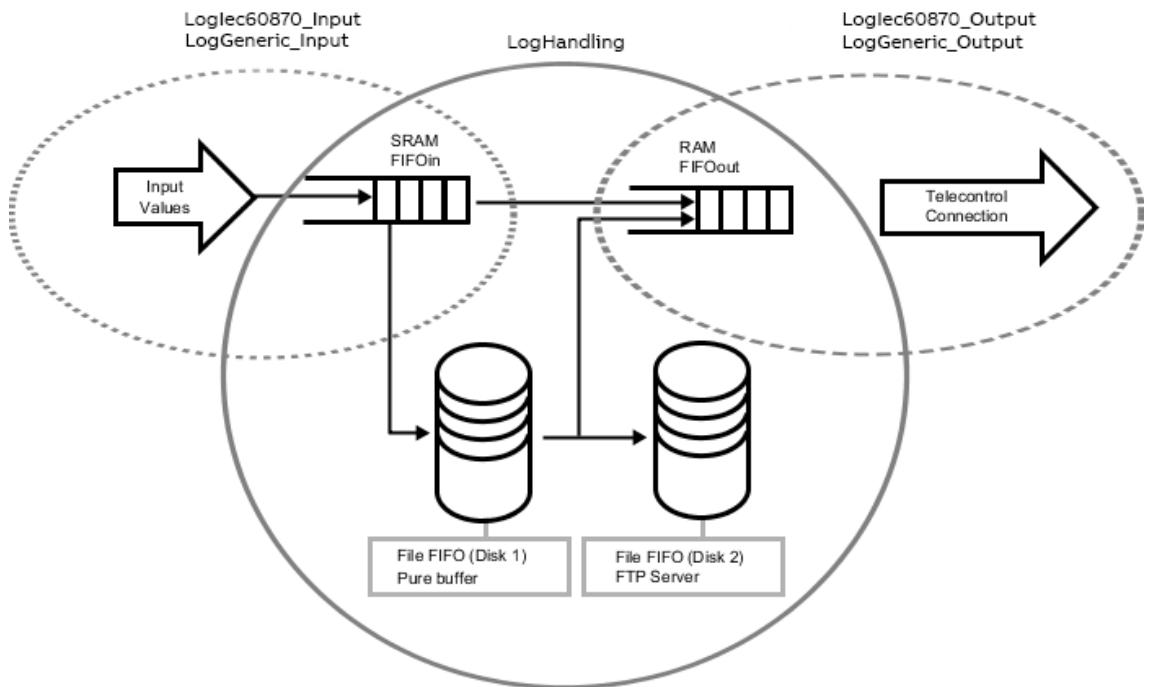 LogIec60870_Input
LogGeneric_Input
LogHandling
LogIec60870_Output
LogGeneric_Output
SRAM
FIFOin
RAM
FIFOout
Input
Values
Telecontrol
Connection
File FIFO (Disk 1)
Pure buffer
File FIFO (Disk 2)
FTP Server